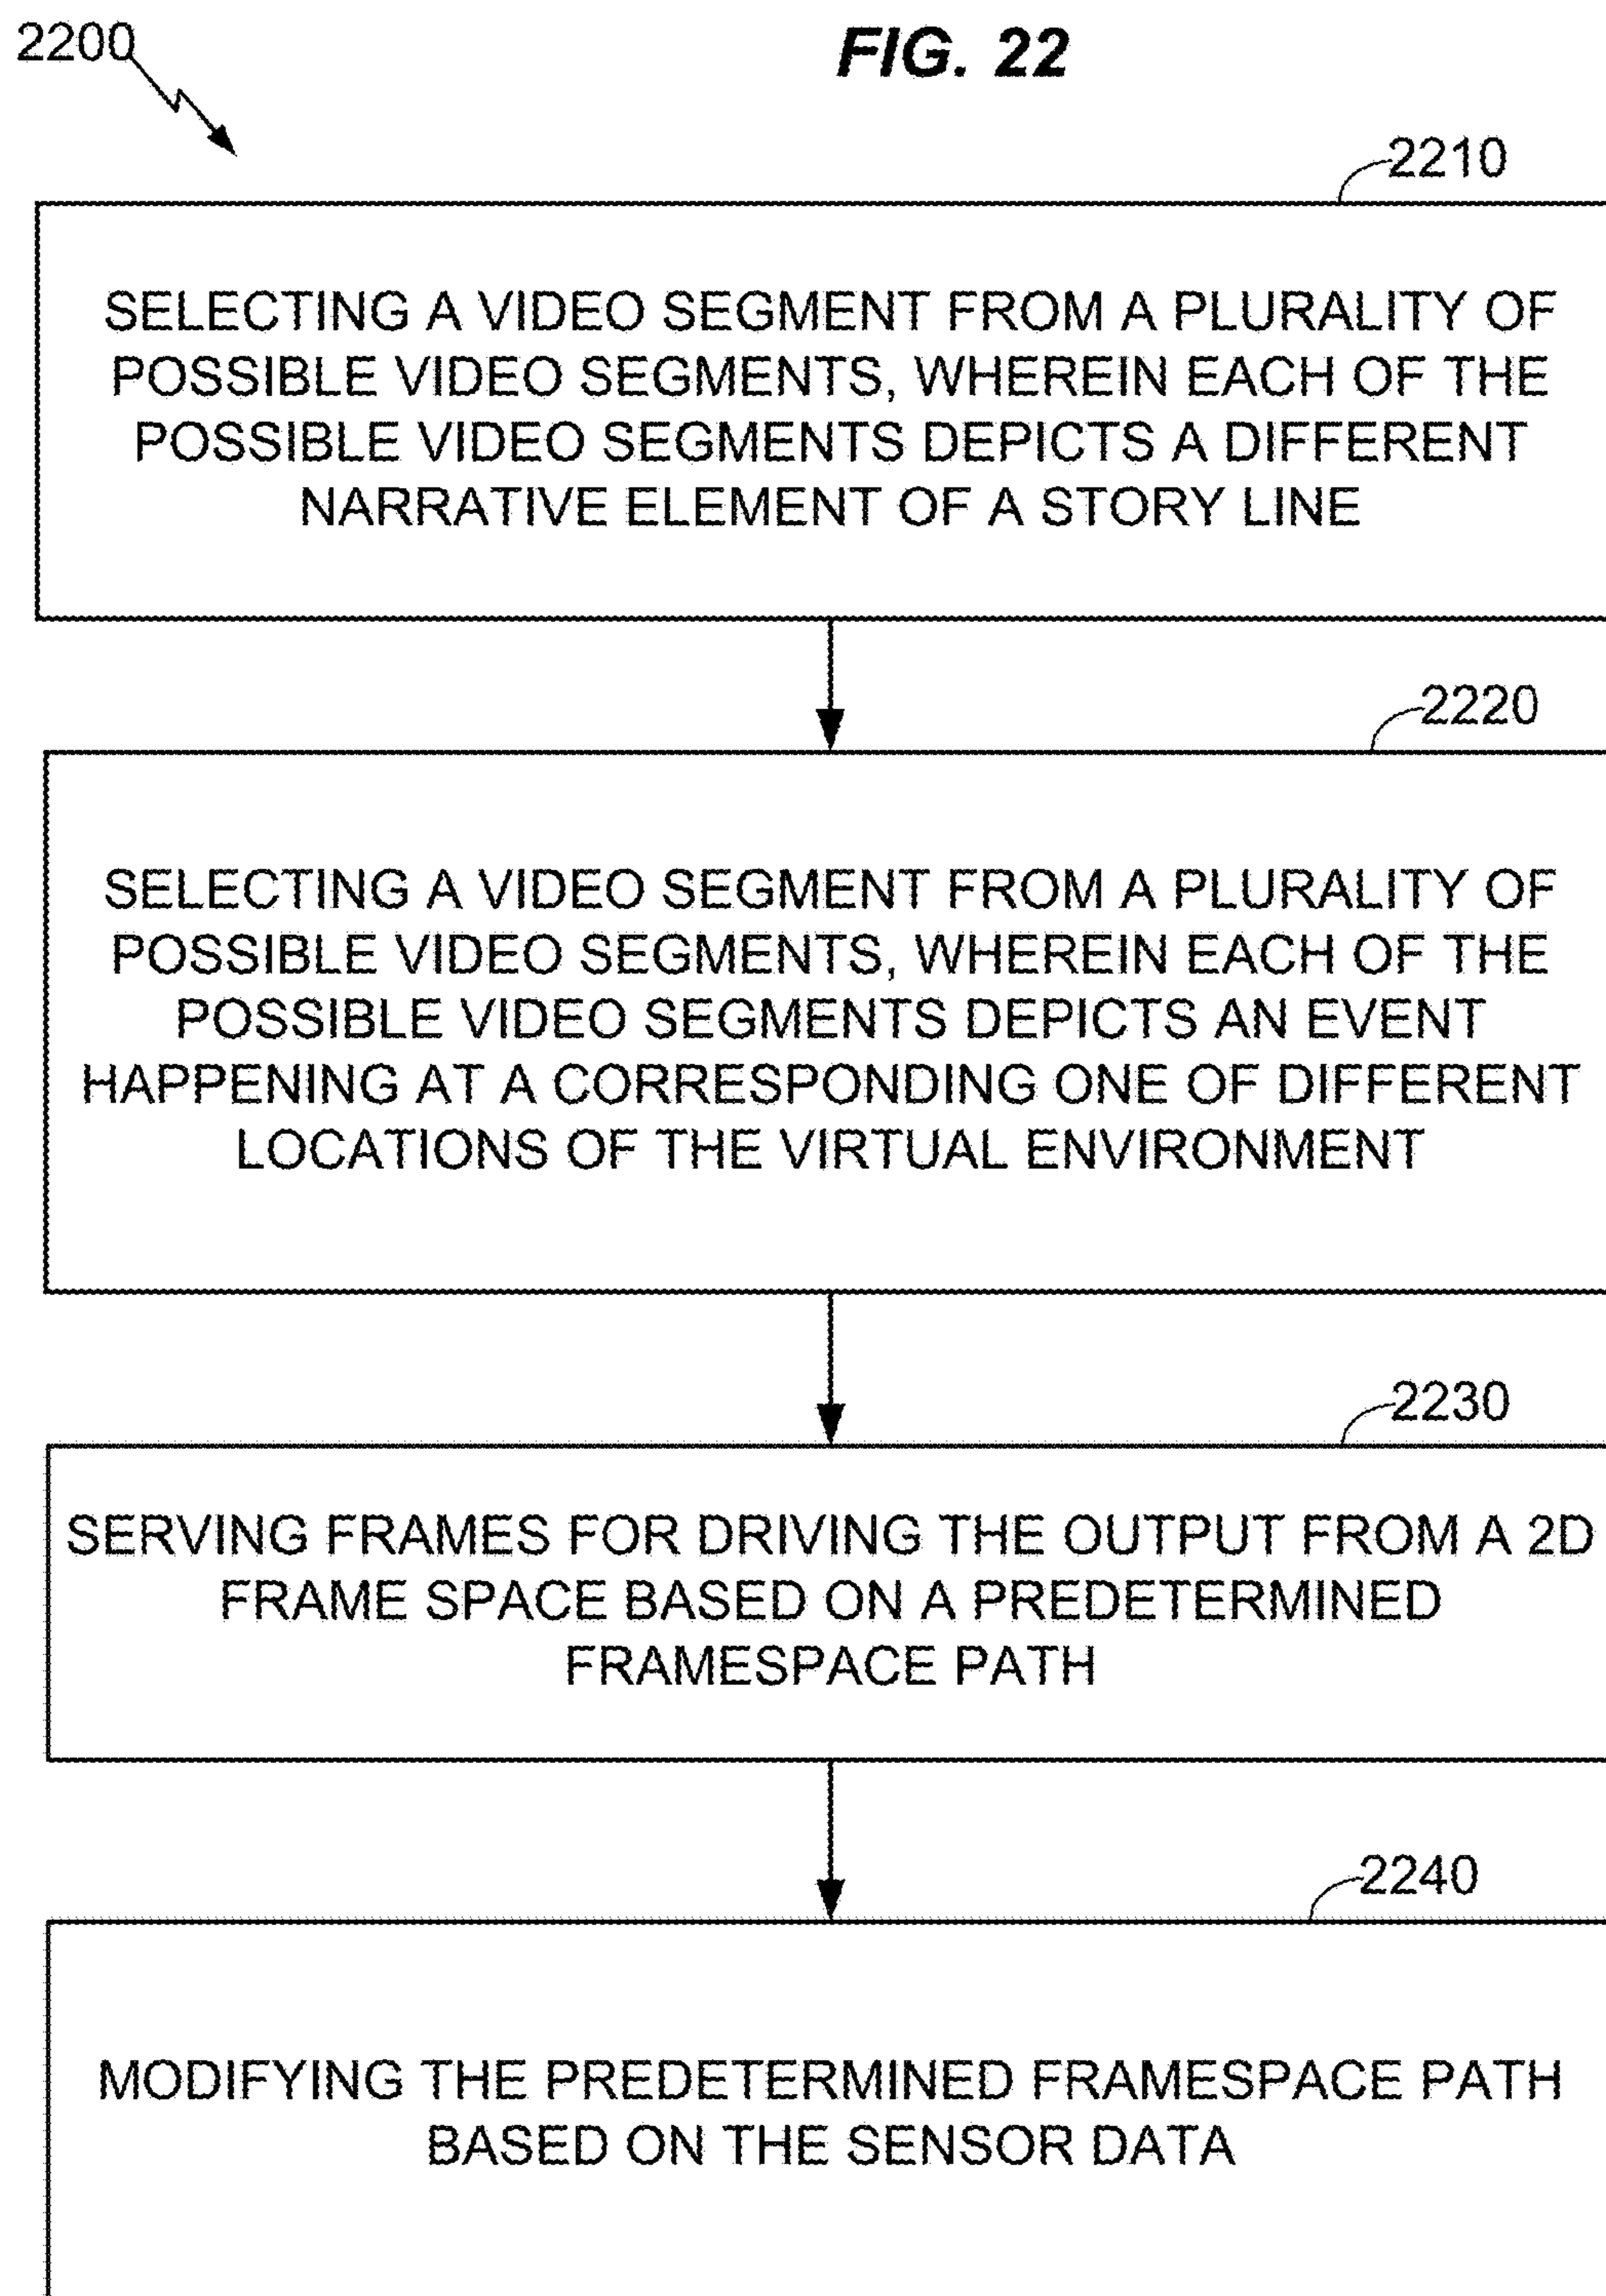 2200
FIG. 22
2210
SELECTING A VIDEO SEGMENT FROM A PLURALITY OF
POSSIBLE VIDEO SEGMENTS, WHEREIN EACH OF THE
POSSIBLE VIDEO SEGMENTS DEPICTS A DIFFERENT
NARRATIVE ELEMENT OF A STORY LINE
2220
SELECTING A VIDEO SEGMENT FROM A PLURALITY OF
POSSIBLE VIDEO SEGMENTS, WHEREIN EACH OF THE
POSSIBLE VIDEO SEGMENTS DEPICTS AN EVENT
HAPPENING AT A CORRESPONDING ONE OF DIFFERENT
LOCATIONS OF THE VIRTUAL ENVIRONMENT
2230
SERVING FRAMES FOR DRIVING THE OUTPUT FROM A 2D
FRAME SPACE BASED ON A PREDETERMINED
FRAMESPACE PATH
2240
MODIFYING THE PREDETERMINED FRAMESPACE PATH
BASED ON THE SENSOR DATA